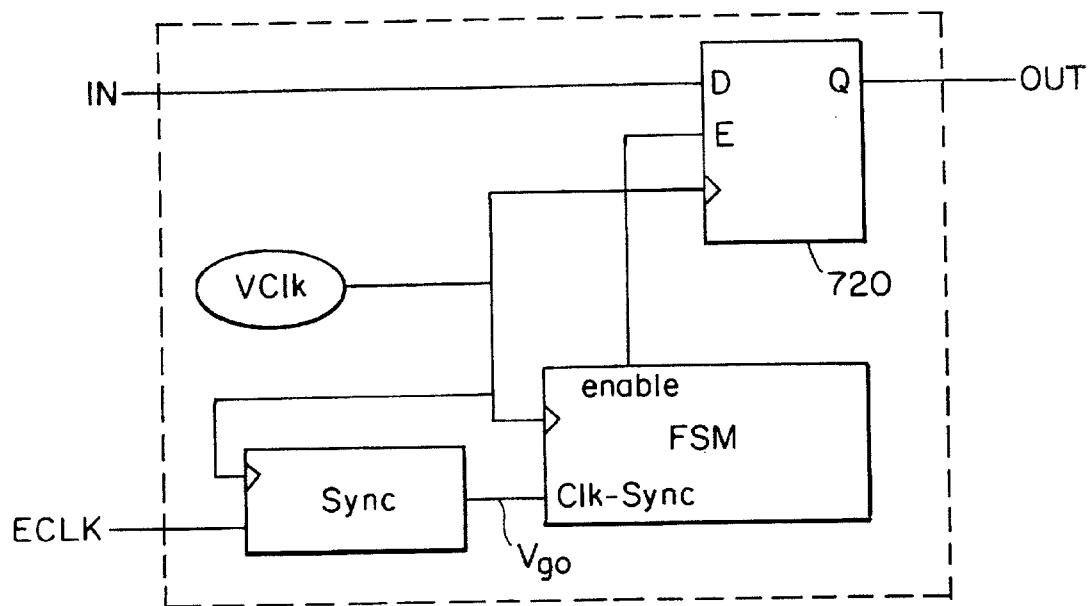 IN
D
Q
OUT
E
VClk
720
enable
FSM
Sync
Clk-Sync
ECLK
Vgo